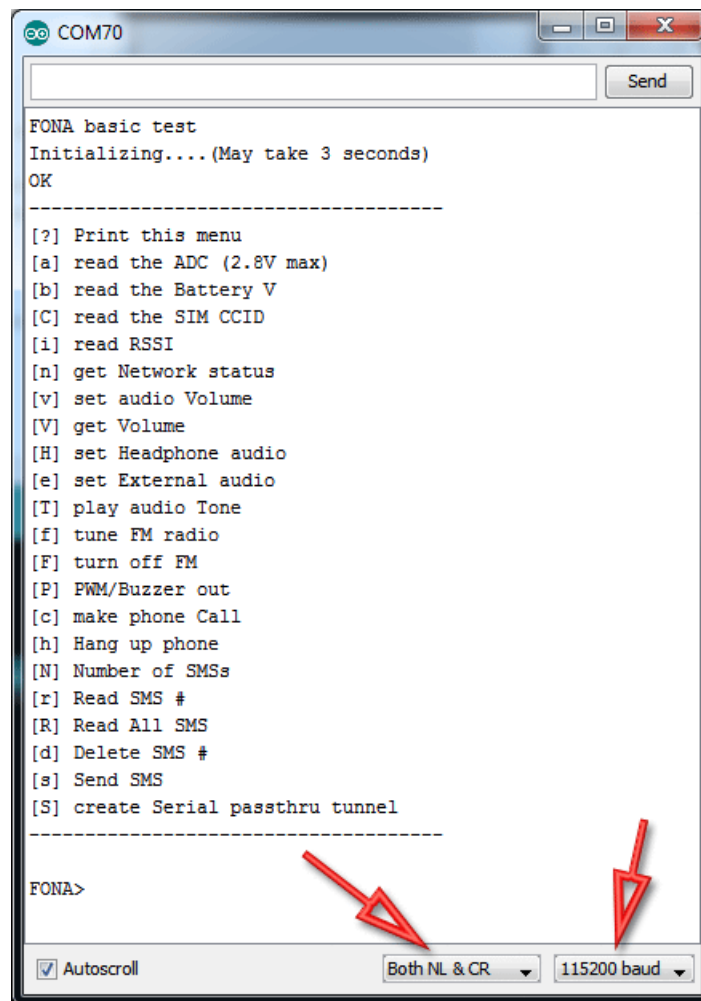 COM70
Send
FONA basic test
Initializing....(May take 3 seconds)
OK
-------------------------------------
[?] Print this menu
[a] read the ADC (2.8V max)
[b] read the Battery V
[C] read the SIM CCID
[i] read RSSI
[n] get Network status
[v] set audio Volume
[V] get Volume
[H] set Headphone audio
[e] set External audio
[T] play audio Tone
[f] tune FM radio
[F] turn off FM
[P] PWM/Buzzer out
[c] make phone Call
[h] Hang up phone
[N] Number of SMSs
[r] Read SMS #
[R] Read All SMS
[d] Delete SMS #
[s] Send SMS
[S] create Serial passthru tunnel
-------------------------------------
FONA>
Autoscroll Both NL & CR 115200 baud